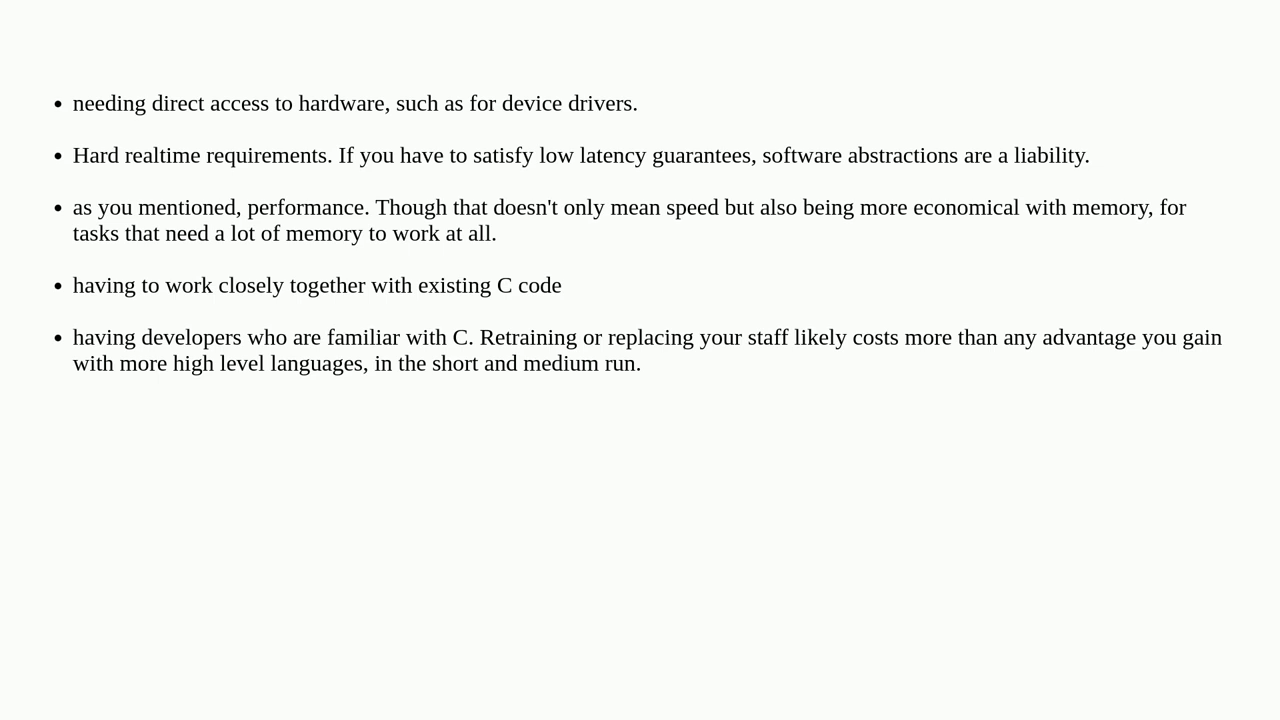 • needing direct access to hardware, such as for device drivers.
• Hard realtime requirements. If you have to satisfy low latency guarantees, software abstractions are a liability.
• as you mentioned, performance. Though that doesn't only mean speed but also being more economical with memory, for
tasks that need a lot of memory to work at all.
• having to work closely together with existing C code
• having developers who are familiar with C. Retraining or replacing your staff likely costs more than any advantage you gain
with more high level languages, in the short and medium run.